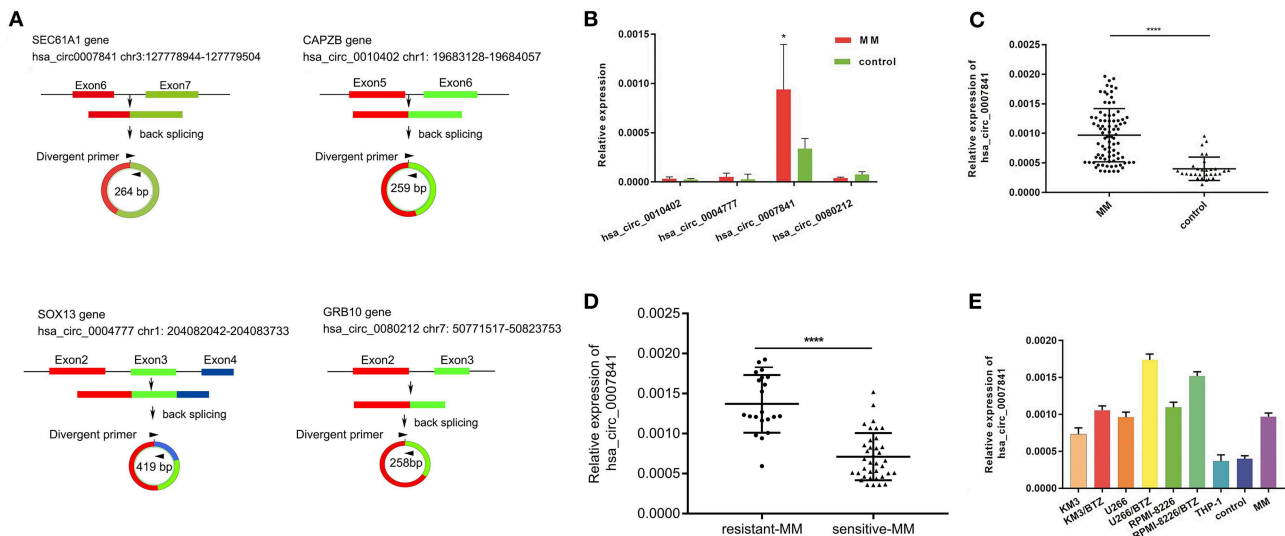 A
SEC61A1 gene
hsa_circ0007841 chr3:127778944-127779504
Exon6 Exon7
back splicing
Divergent primer
264 bp
CAPZB gene
hsa_circ_0010402 chr1: 19683128-19684057
Exon5 Exon6
back splicing
Divergent primer
259 bp
SOX13 gene
hsa_circ_0004777 chr1: 204082042-204083733
Exon2 Exon3 Exon4
back splicing
Divergent primer
419 bp
GRB10 gene
hsa_circ_0080212 chr7: 50771517-50823753
Exon2 Exon3
back splicing
Divergent primer
258bp
B
Relative expression
0.0015
0.0010
0.0005
0.0000
*
MM
control
hsa_circ_0010402
hsa_circ_0004777
hsa_circ_0007841
hsa_circ_0080212
C
Relative expression of
hsa_circ_0007841
0.0025
0.0020
0.0015
0.0010
0.0005
0.0000
****
MM
control
D
Relative expression of
hsa_circ_0007841
0.0025
0.0020
0.0015
0.0010
0.0005
0.0000
****
resistant-MM sensitive-MM
E
Relative expression of
hsa_circ_0007841
0.0025
0.0020
0.0015
0.0010
0.0005
0.0000
KM3
KM3/BTZ
U266
U266/BTZ
RPMI-8226
RPMI-8226/BTZ
THP-1
control
MM